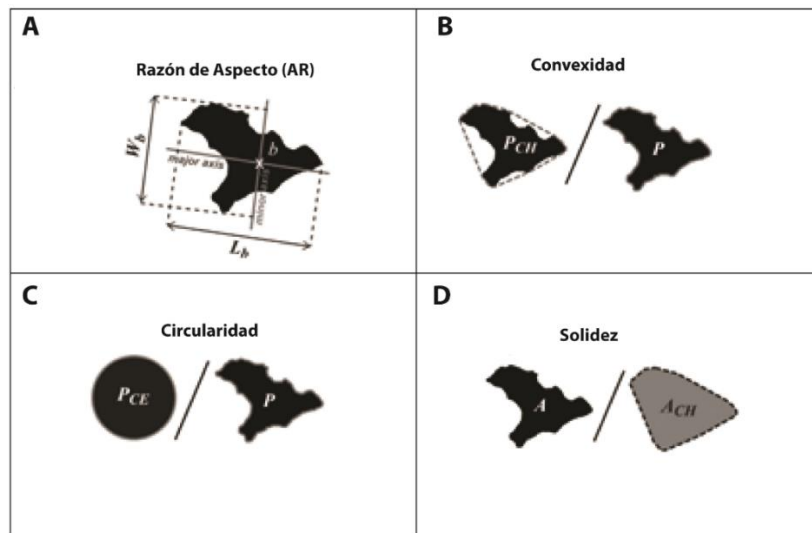 A
Razón de Aspecto (AR)
W_b
b
major axis
minor axis
L_b
B
Convexidad
P_CH
P
C
Circularidad
P_CE
P
D
Solidez
A
A_CH